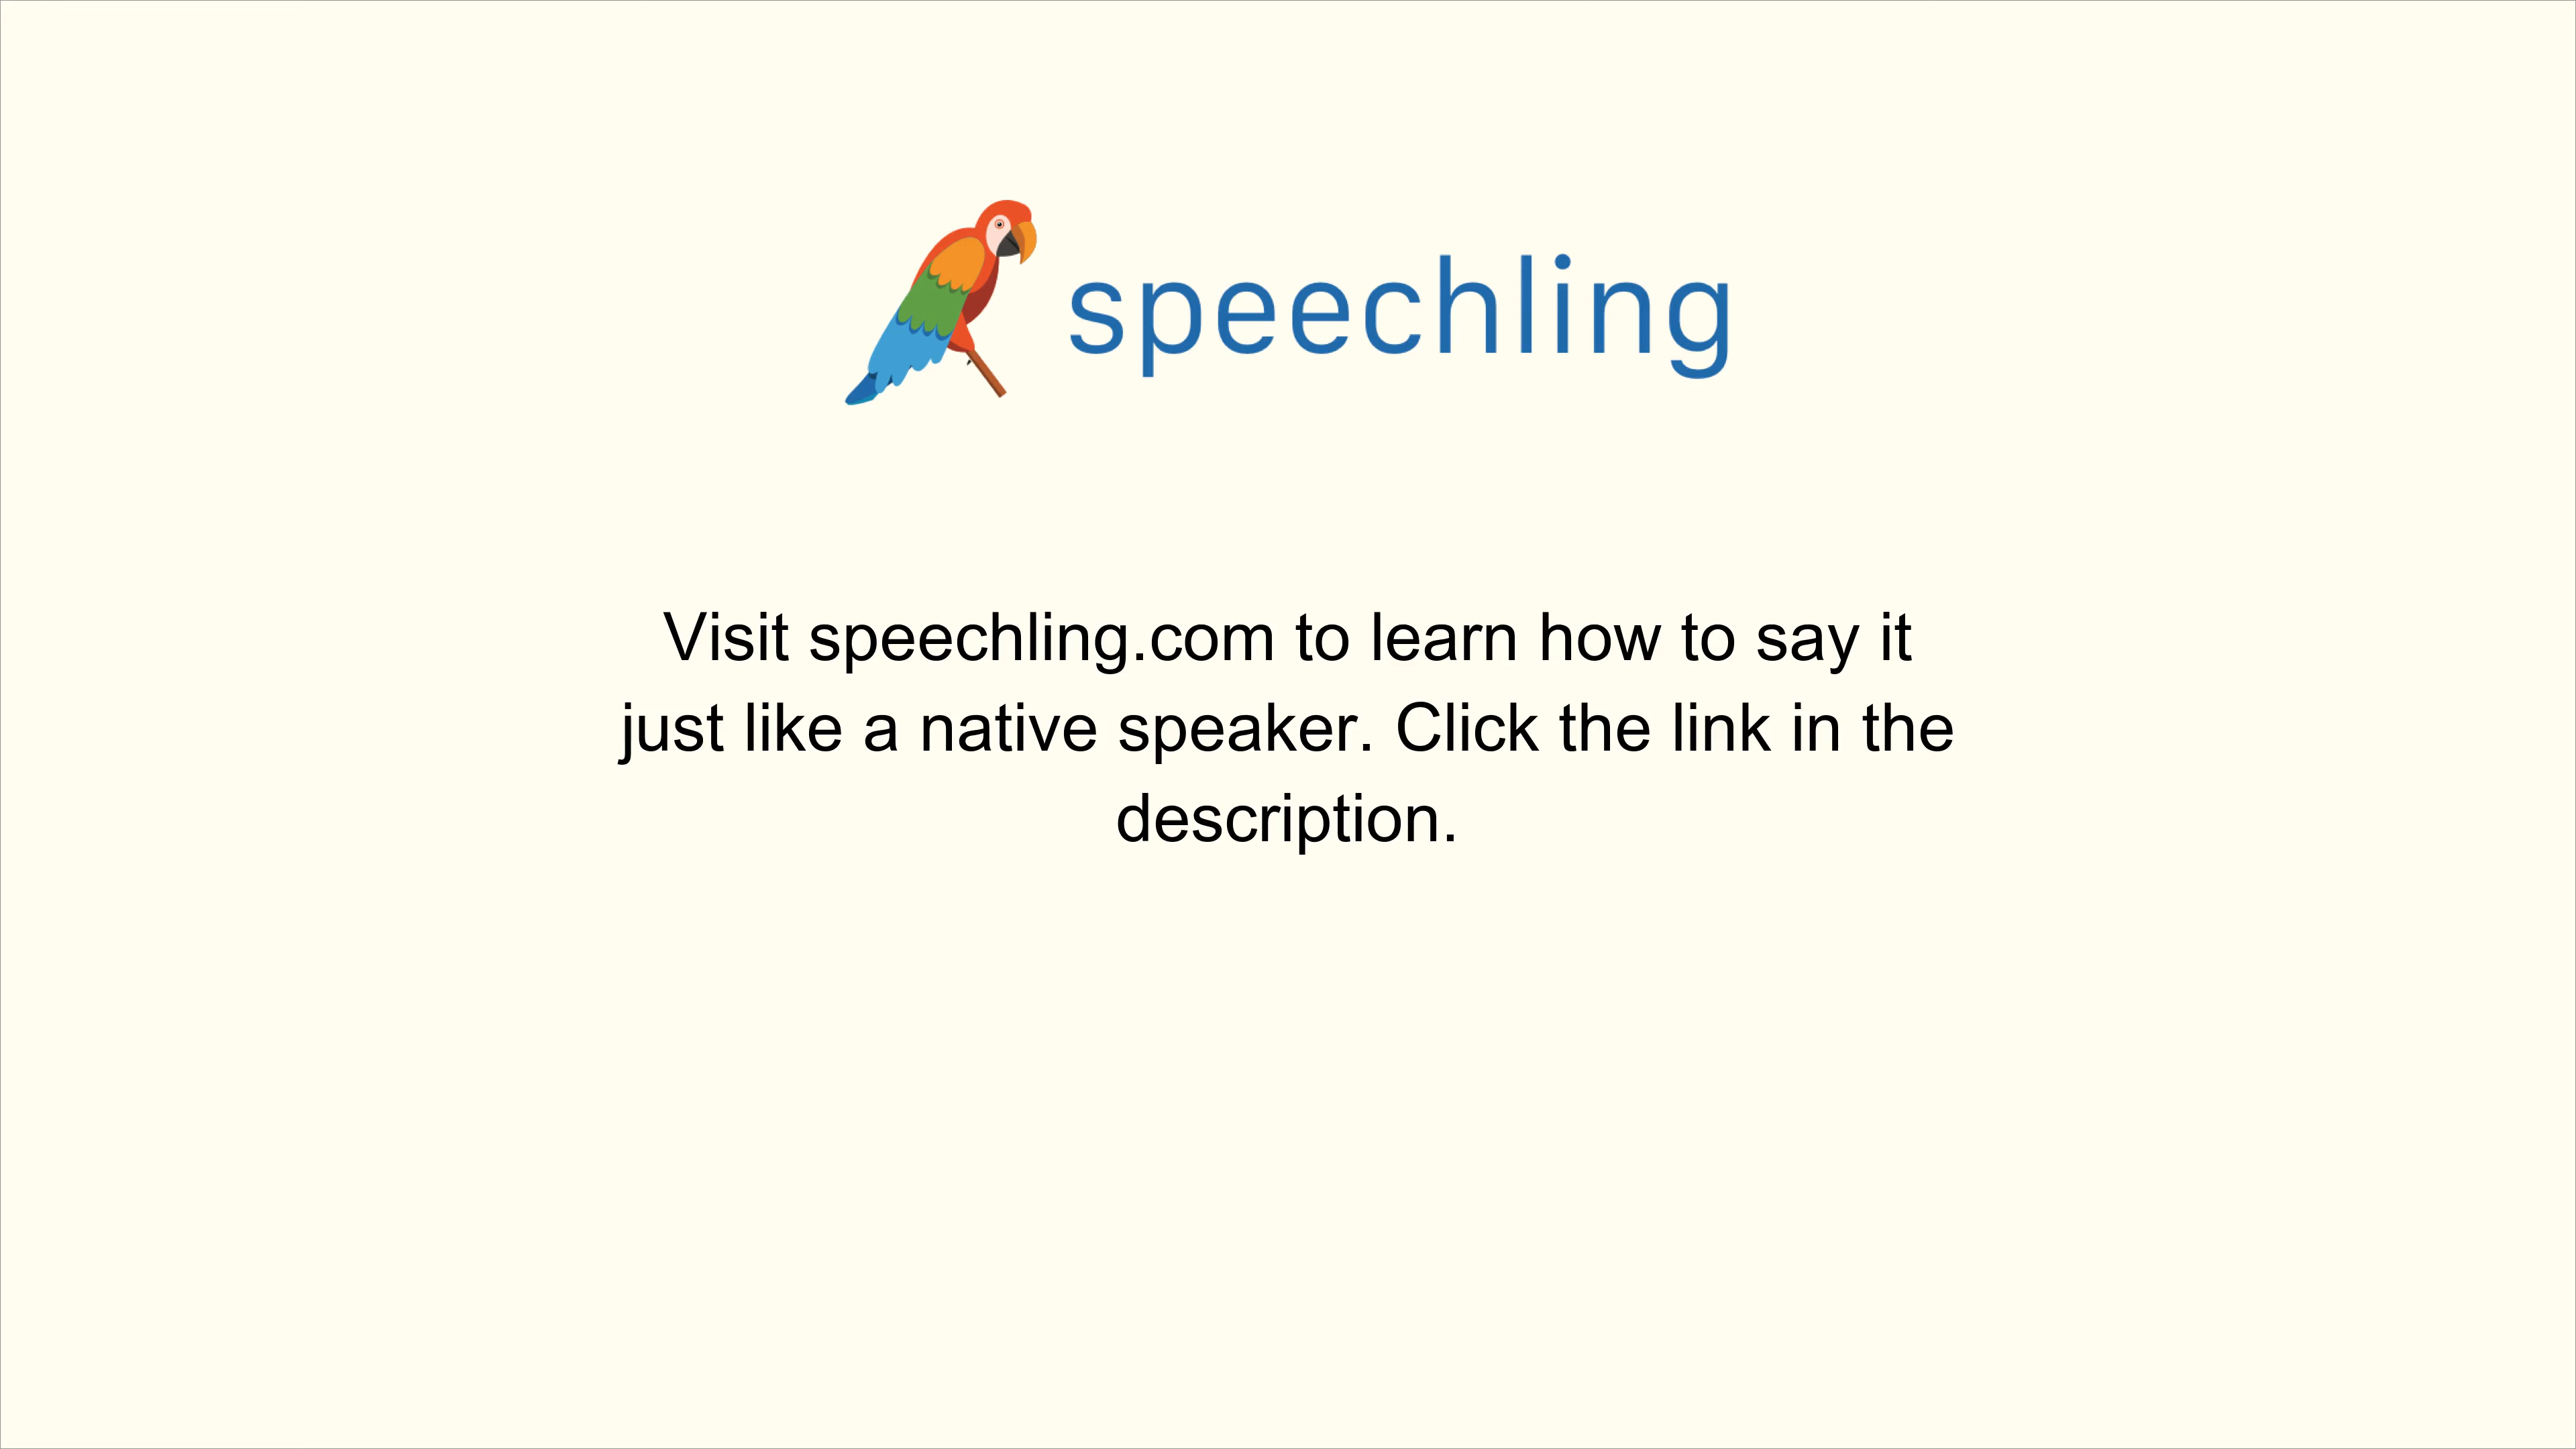 speechling
Visit speechling.com to learn how to say it
just like a native speaker. Click the link in the
description.